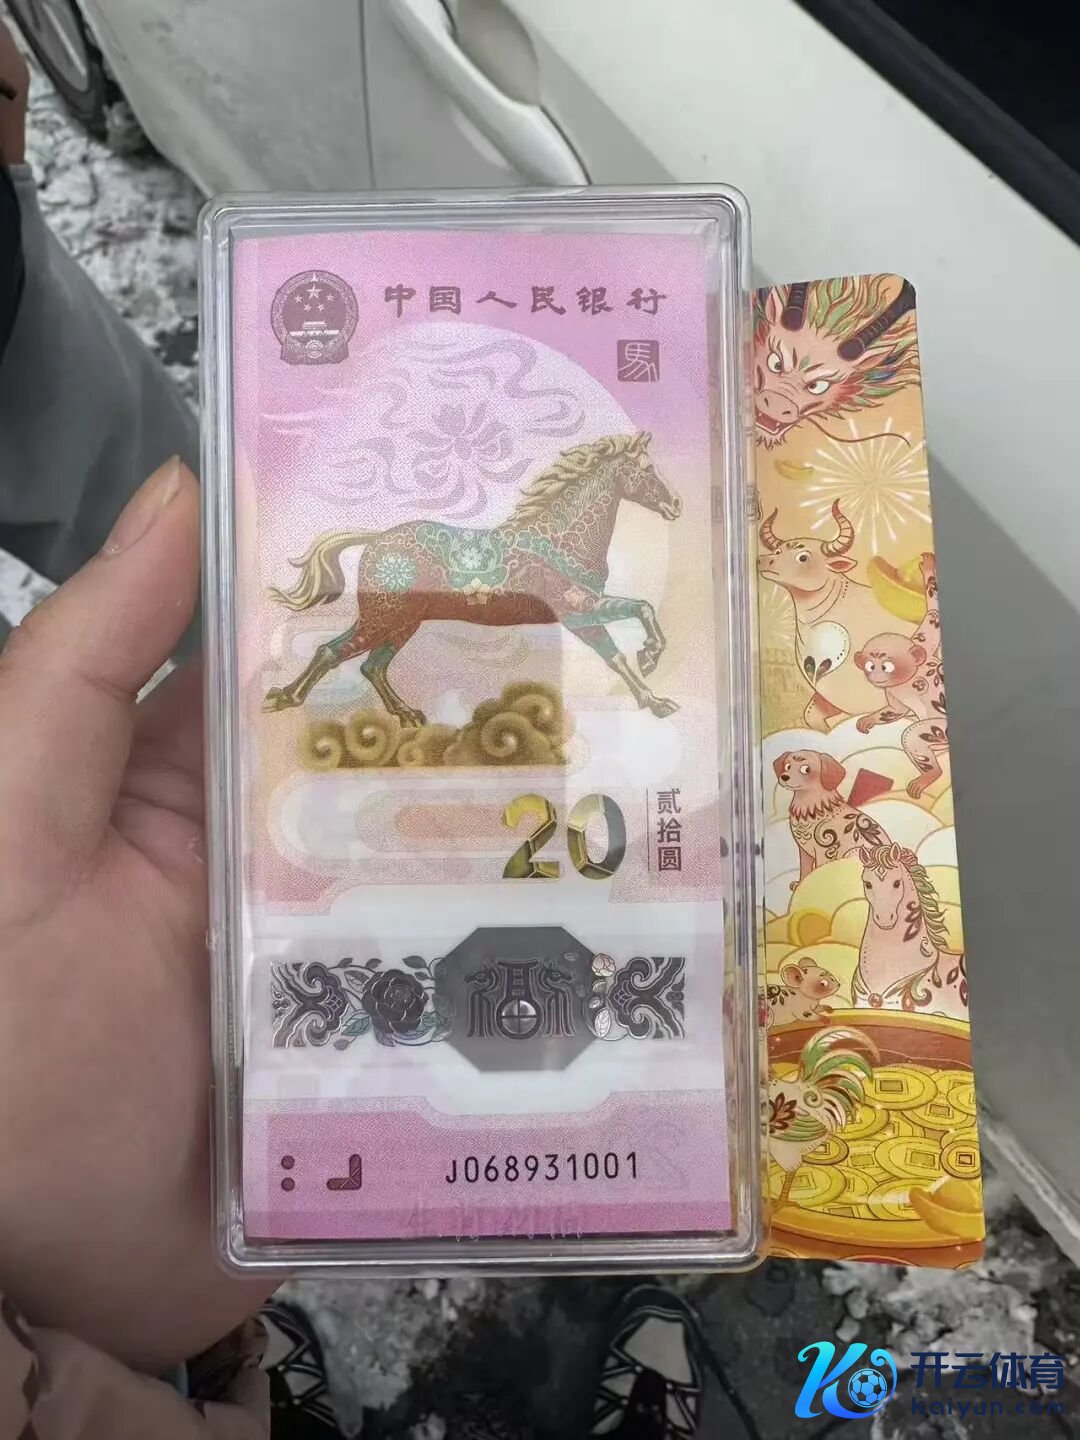 中国人民银行
馬
20
贰拾圆
福
J068931001
开云体育
kaiyun.com